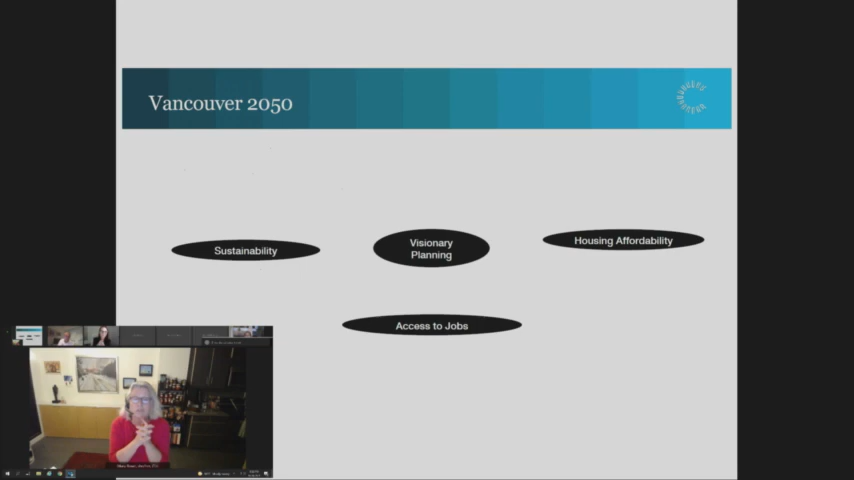 Vancouver 2050
Sustainability
Visionary
Planning
Housing Affordability
Access to Jobs